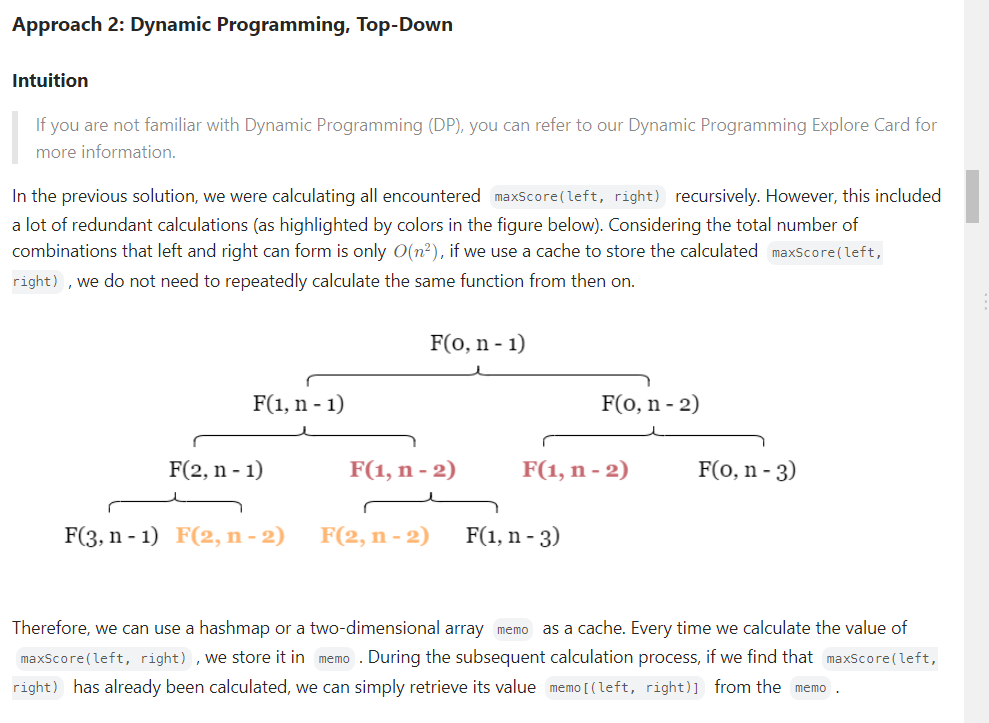 Approach 2: Dynamic Programming, Top-Down
Intuition
If you are not familiar with Dynamic Programming (DP), you can refer to our Dynamic Programming Explore Card for
more information.
In the previous solution, we were calculating all encountered maxScore(left, right) recursively. However, this included
a lot of redundant calculations (as highlighted by colors in the figure below). Considering the total number of
combinations that left and right can form is only O(n²), if we use a cache to store the calculated maxScore(left,
right) , we do not need to repeatedly calculate the same function from then on.
F(0, n - 1)
F(1, n - 1) F(0, n - 2)
F(2, n - 1) F(1, n - 2) F(1, n - 2) F(0, n - 3)
F(3, n - 1) F(2, n - 2) F(2, n - 2) F(1, n - 3)
Therefore, we can use a hashmap or a two-dimensional array memo as a cache. Every time we calculate the value of
maxScore(left, right) , we store it in memo . During the subsequent calculation process, if we find that maxScore(left,
right) has already been calculated, we can simply retrieve its value memo[(left, right)] from the memo .